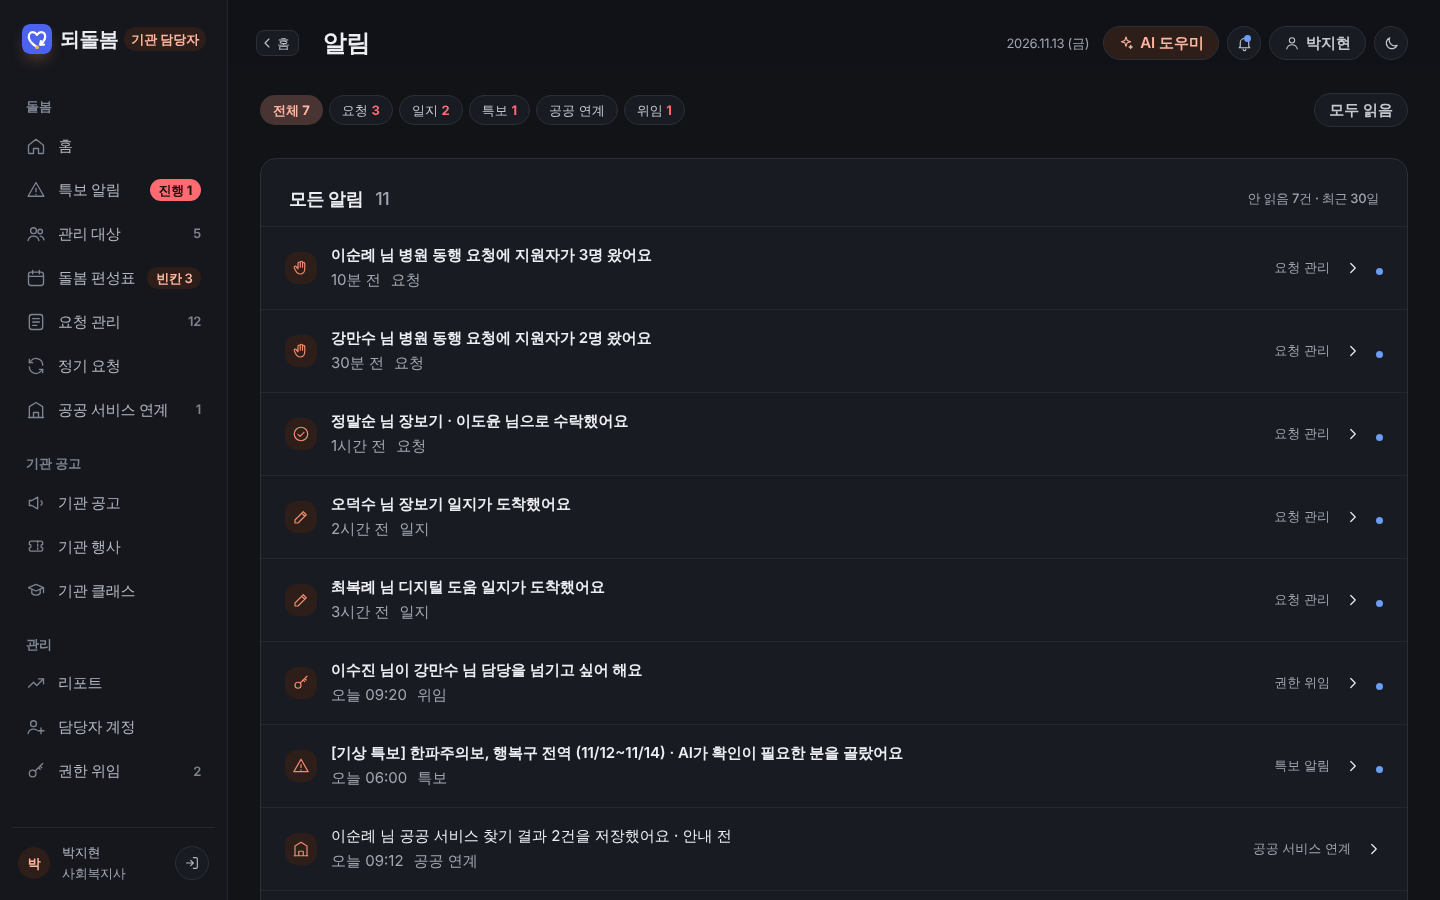 되돌봄 기관 담당자
돌봄
홈
특보 알림 진행 1
관리 대상 5
돌봄 편성표 빈칸 3
요청 관리 12
정기 요청
공공 서비스 연계 1
기관 공고
기관 공고
기관 행사
기관 클래스
관리
리포트
담당자 계정
권한 위임 2
박
박지현
사회복지사
홈 알림 2026.11.13 (금) AI 도우미 박지현
전체 7 요청 3 일지 2 특보 1 공공 연계 위임 1 모두 읽음
모든 알림 11 안 읽음 7건 · 최근 30일
이순례 님 병원 동행 요청에 지원자가 3명 왔어요
10분 전 요청 요청 관리
강만수 님 병원 동행 요청에 지원자가 2명 왔어요
30분 전 요청 요청 관리
정말순 님 장보기 · 이도윤 님으로 수락했어요
1시간 전 요청 요청 관리
오덕수 님 장보기 일지가 도착했어요
2시간 전 일지 요청 관리
최복례 님 디지털 도움 일지가 도착했어요
3시간 전 일지 요청 관리
이수진 님이 강만수 님 담당을 넘기고 싶어 해요
오늘 09:20 위임 권한 위임
[기상 특보] 한파주의보, 행복구 전역 (11/12~11/14) · AI가 확인이 필요한 분을 골랐어요
오늘 06:00 특보 특보 알림
이순례 님 공공 서비스 찾기 결과 2건을 저장했어요 · 안내 전
오늘 09:12 공공 연계 공공 서비스 연계